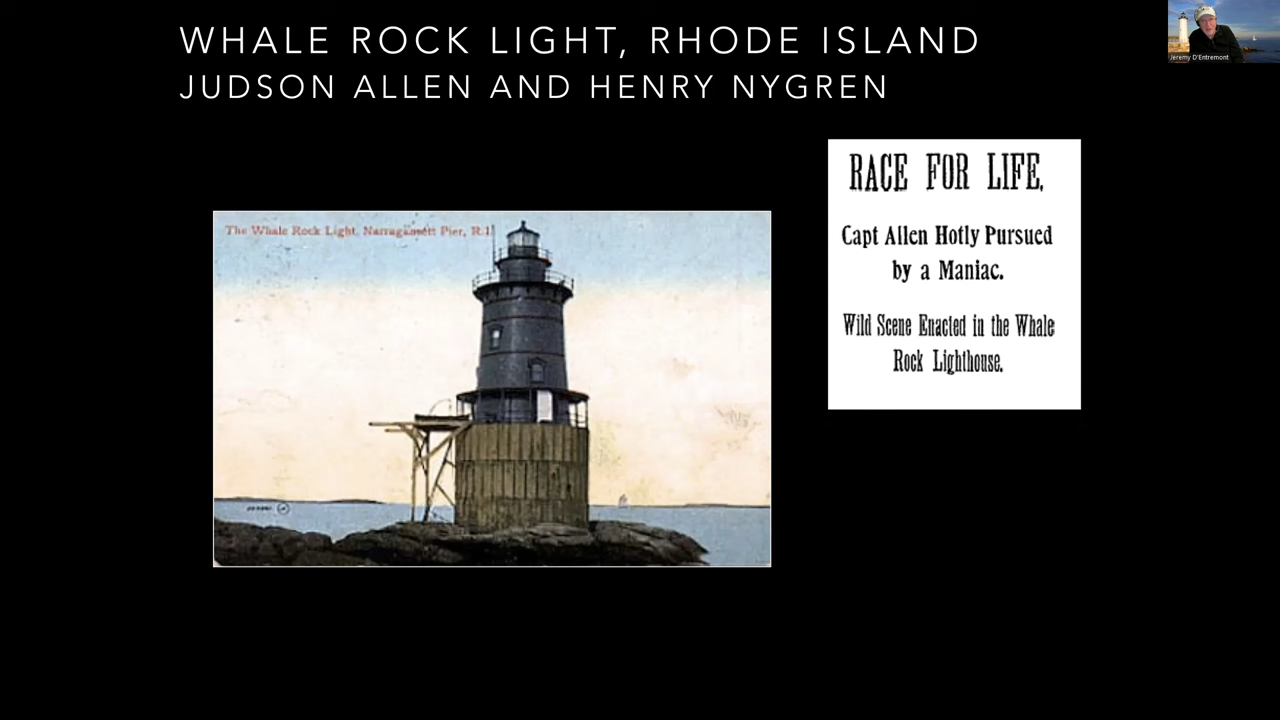 WHALE ROCK LIGHT, RHODE ISLAND
JUDSON ALLEN AND HENRY NYGREN
Jeremy D'Entremont
RACE FOR LIFE.
Capt Allen Hotly Pursued
by a Maniac.
Wild Scene Enacted in the Whale
Rock Lighthouse.
The Whale Rock Light, Narragansett Pier, R.I.